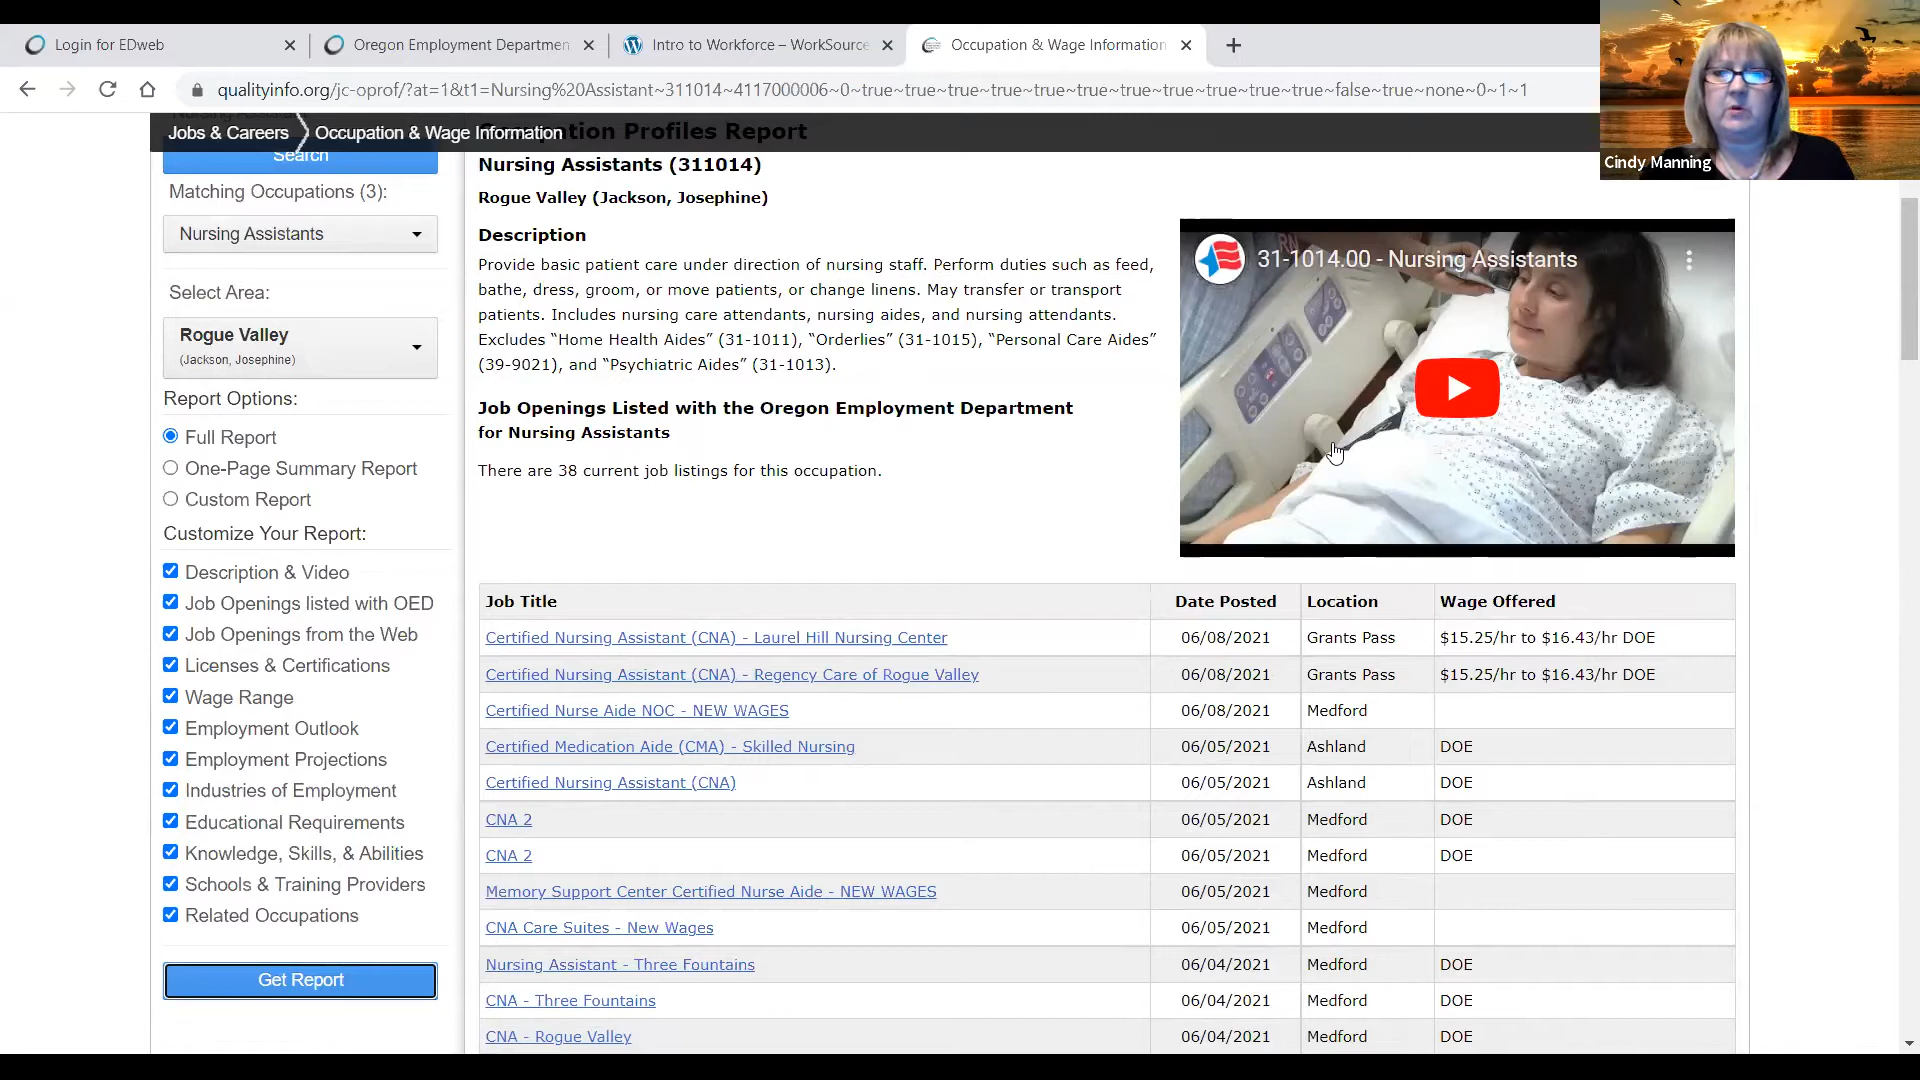 Login for EDweb
Oregon Employment Departmen
Intro to Workforce – WorkSource
Occupation & Wage Information
qualityinfo.org/jc-oprof/?at=1&t1=Nursing%20Assistant~311014~4117000006~0~true~true~true~true~true~true~true~true~true~true~true~false~true~none~0~1~1
Cindy Manning
Jobs & Careers
Occupation & Wage Information
ation Profiles Report
Search
Matching Occupations (3):
Nursing Assistants
Select Area:
Rogue Valley
(Jackson, Josephine)
Report Options:
Full Report
One-Page Summary Report
Custom Report
Customize Your Report:
Description & Video
Job Openings listed with OED
Job Openings from the Web
Licenses & Certifications
Wage Range
Employment Outlook
Employment Projections
Industries of Employment
Educational Requirements
Knowledge, Skills, & Abilities
Schools & Training Providers
Related Occupations
Get Report
Nursing Assistants (311014)
Rogue Valley (Jackson, Josephine)
Description
Provide basic patient care under direction of nursing staff. Perform duties such as feed,
bathe, dress, groom, or move patients, or change linens. May transfer or transport
patients. Includes nursing care attendants, nursing aides, and nursing attendants.
Excludes “Home Health Aides” (31-1011), “Orderlies” (31-1015), “Personal Care Aides”
(39-9021), and “Psychiatric Aides” (31-1013).
31-1014.00 - Nursing Assistants
Job Openings Listed with the Oregon Employment Department
for Nursing Assistants
There are 38 current job listings for this occupation.
Job Title Date Posted Location Wage Offered
Certified Nursing Assistant (CNA) - Laurel Hill Nursing Center 06/08/2021 Grants Pass $15.25/hr to $16.43/hr DOE
Certified Nursing Assistant (CNA) - Regency Care of Rogue Valley 06/08/2021 Grants Pass $15.25/hr to $16.43/hr DOE
Certified Nurse Aide NOC - NEW WAGES 06/08/2021 Medford
Certified Medication Aide (CMA) - Skilled Nursing 06/05/2021 Ashland DOE
Certified Nursing Assistant (CNA) 06/05/2021 Ashland DOE
CNA 2 06/05/2021 Medford DOE
CNA 2 06/05/2021 Medford DOE
Memory Support Center Certified Nurse Aide - NEW WAGES 06/05/2021 Medford
CNA Care Suites - New Wages 06/05/2021 Medford
Nursing Assistant - Three Fountains 06/04/2021 Medford DOE
CNA - Three Fountains 06/04/2021 Medford DOE
CNA - Rogue Valley 06/04/2021 Medford DOE